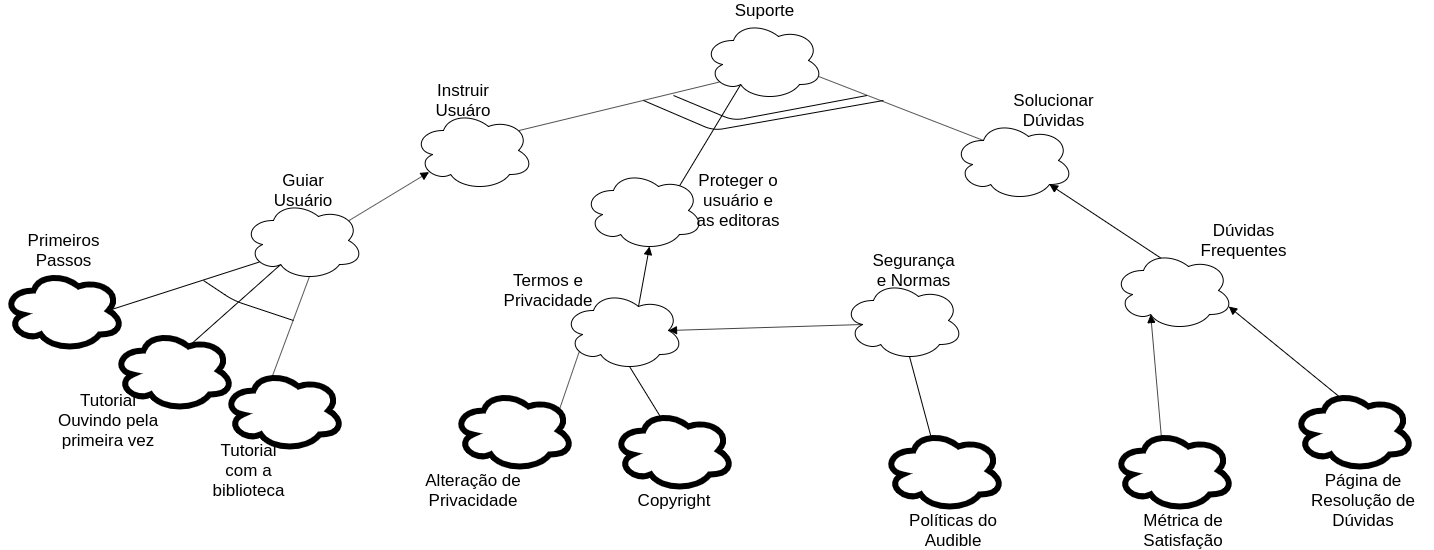 Suporte
Instruir
Usuáro
Solucionar
Dúvidas
Guiar
Usuário
Proteger o
usuário e
as editoras
Primeiros
Passos
Dúvidas
Frequentes
Segurança
e Normas
Termos e
Privacidade
Tutorial
Ouvindo pela
primeira vez
Tutorial
com a
biblioteca
Alteração de
Privacidade
Copyright
Políticas do
Audible
Métrica de
Satisfação
Página de
Resolução de
Dúvidas